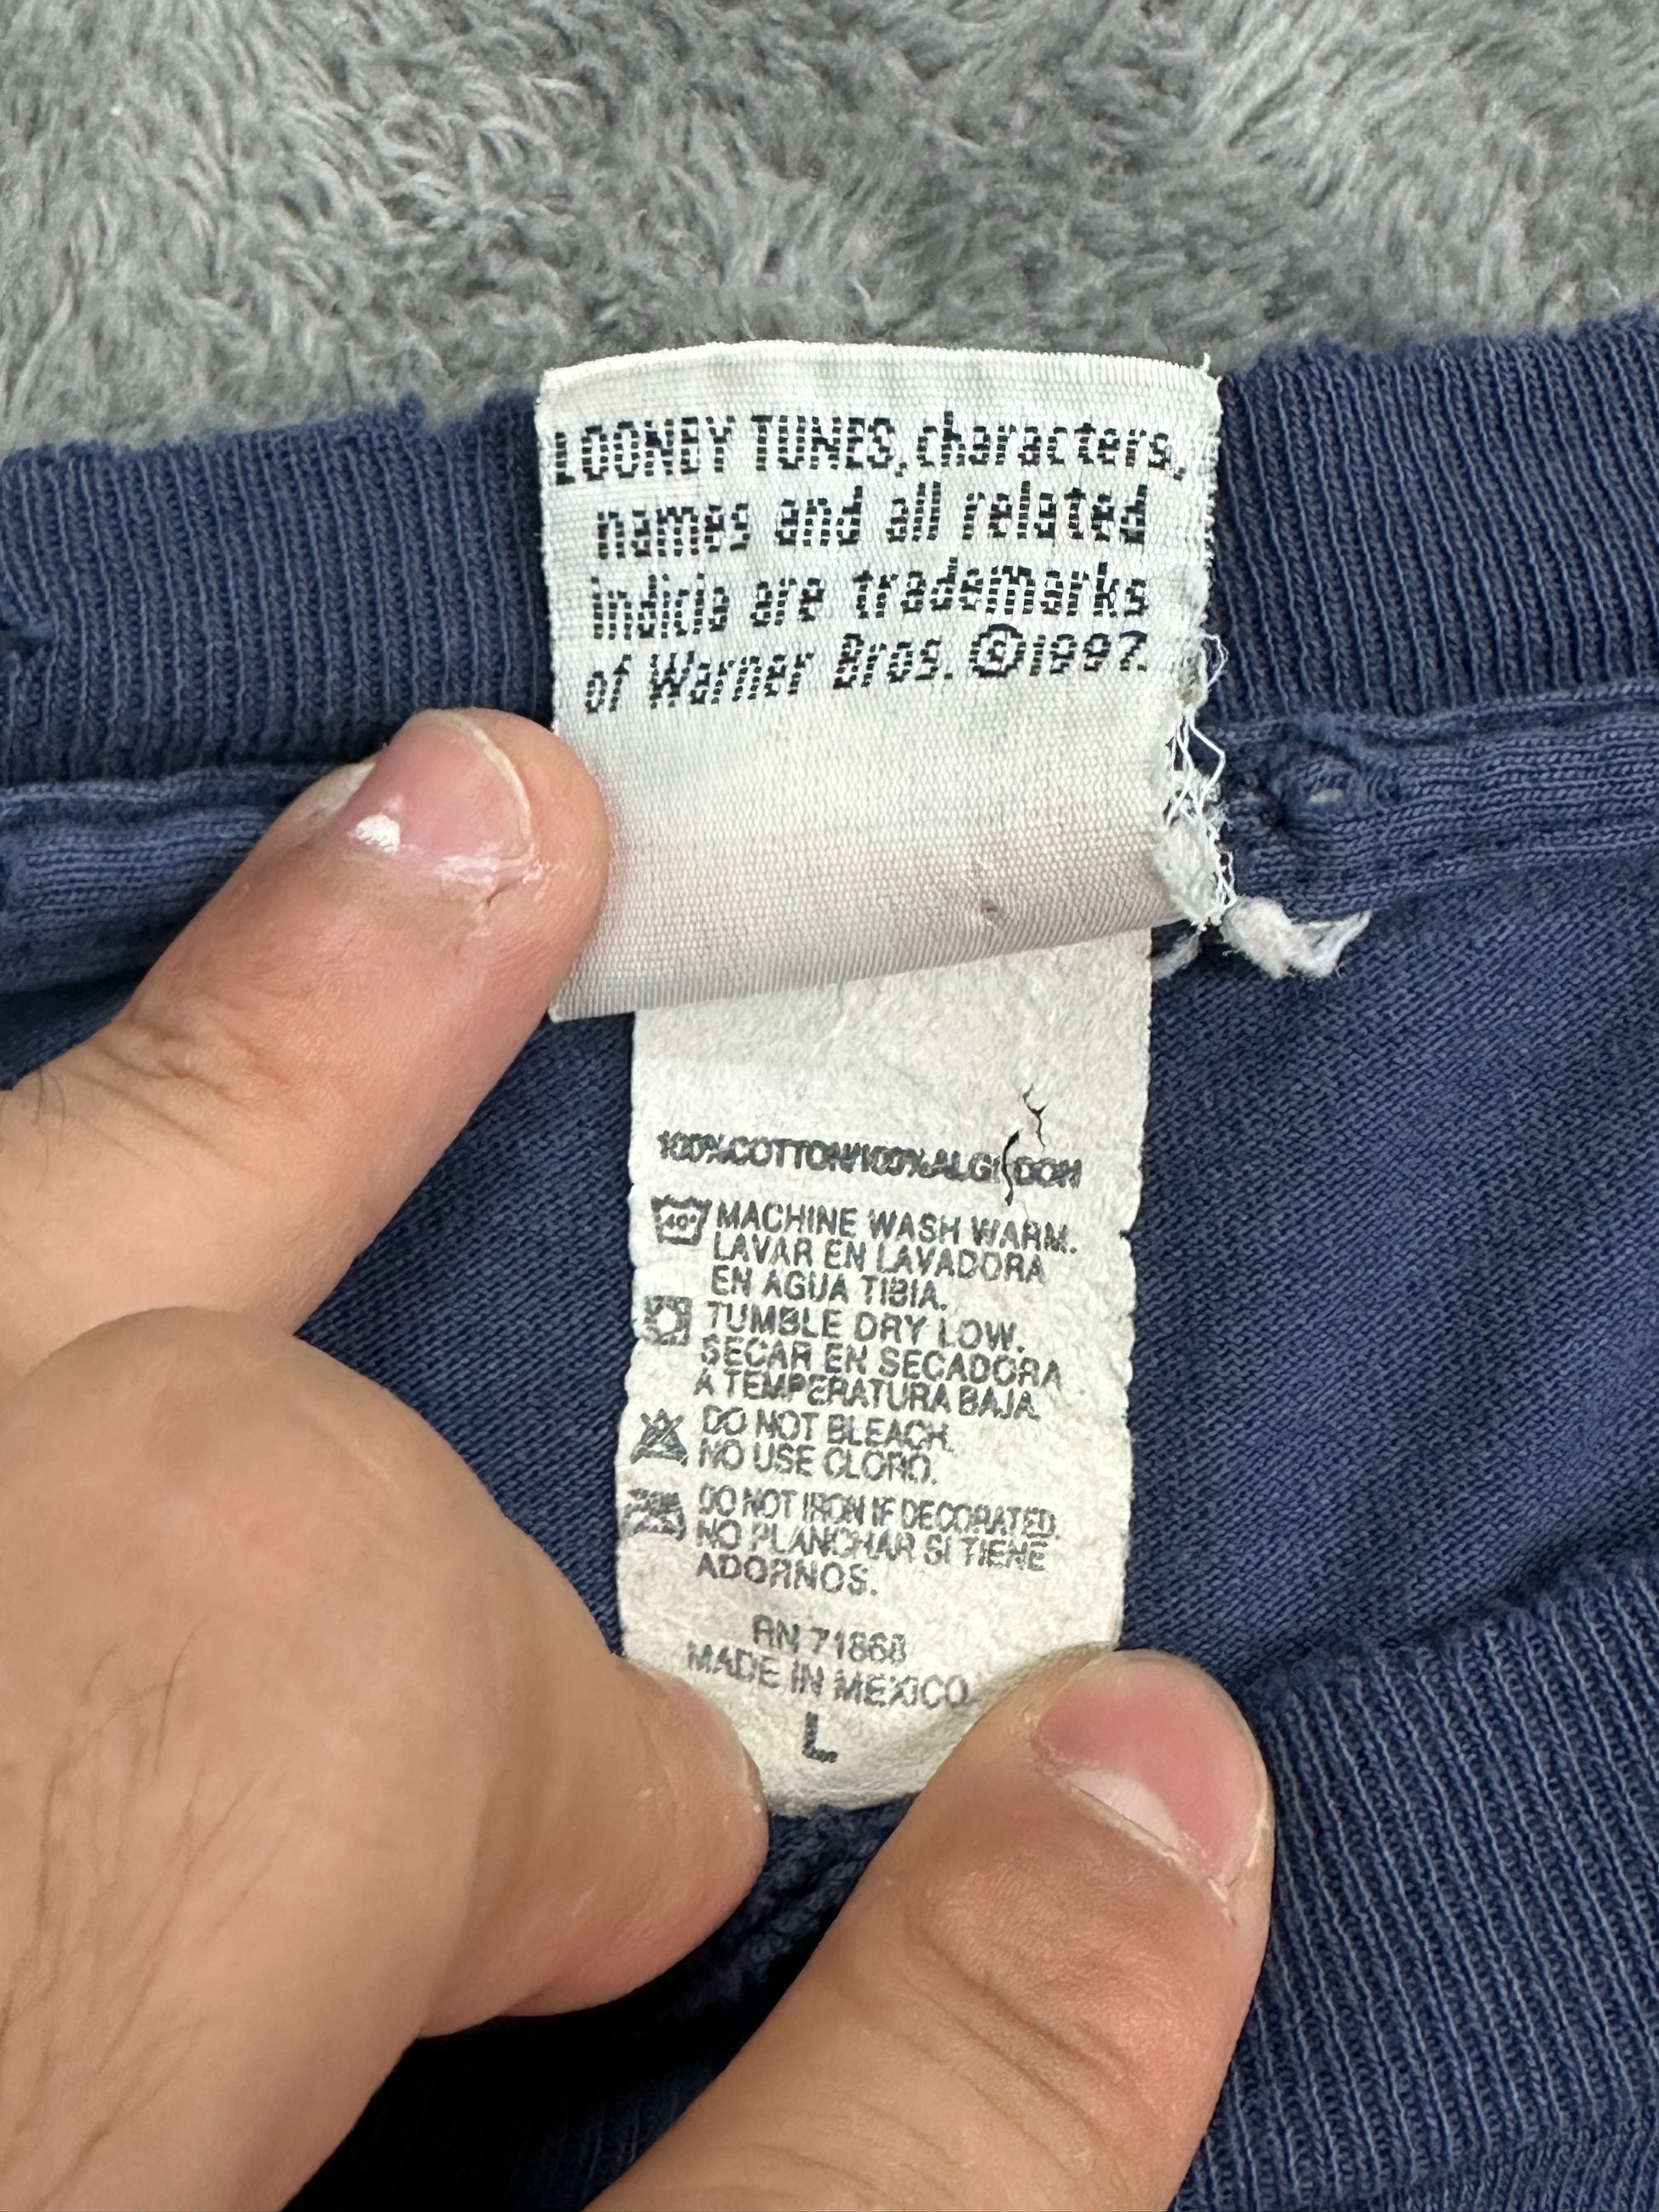 LOONEY TUNES, characters,
names and all related
indicia are trademarks
of Warner Bros. ©1997.
100%COTTON/100%ALGODON
40° MACHINE WASH WARM.
LAVAR EN LAVADORA
EN AGUA TIBIA.
TUMBLE DRY LOW.
SECAR EN SECADORA
A TEMPERATURA BAJA.
DO NOT BLEACH.
NO USE CLORO.
DO NOT IRON IF DECORATED.
NO PLANCHAR SI TIENE
ADORNOS.
RN 71868
MADE IN MEXICO
L